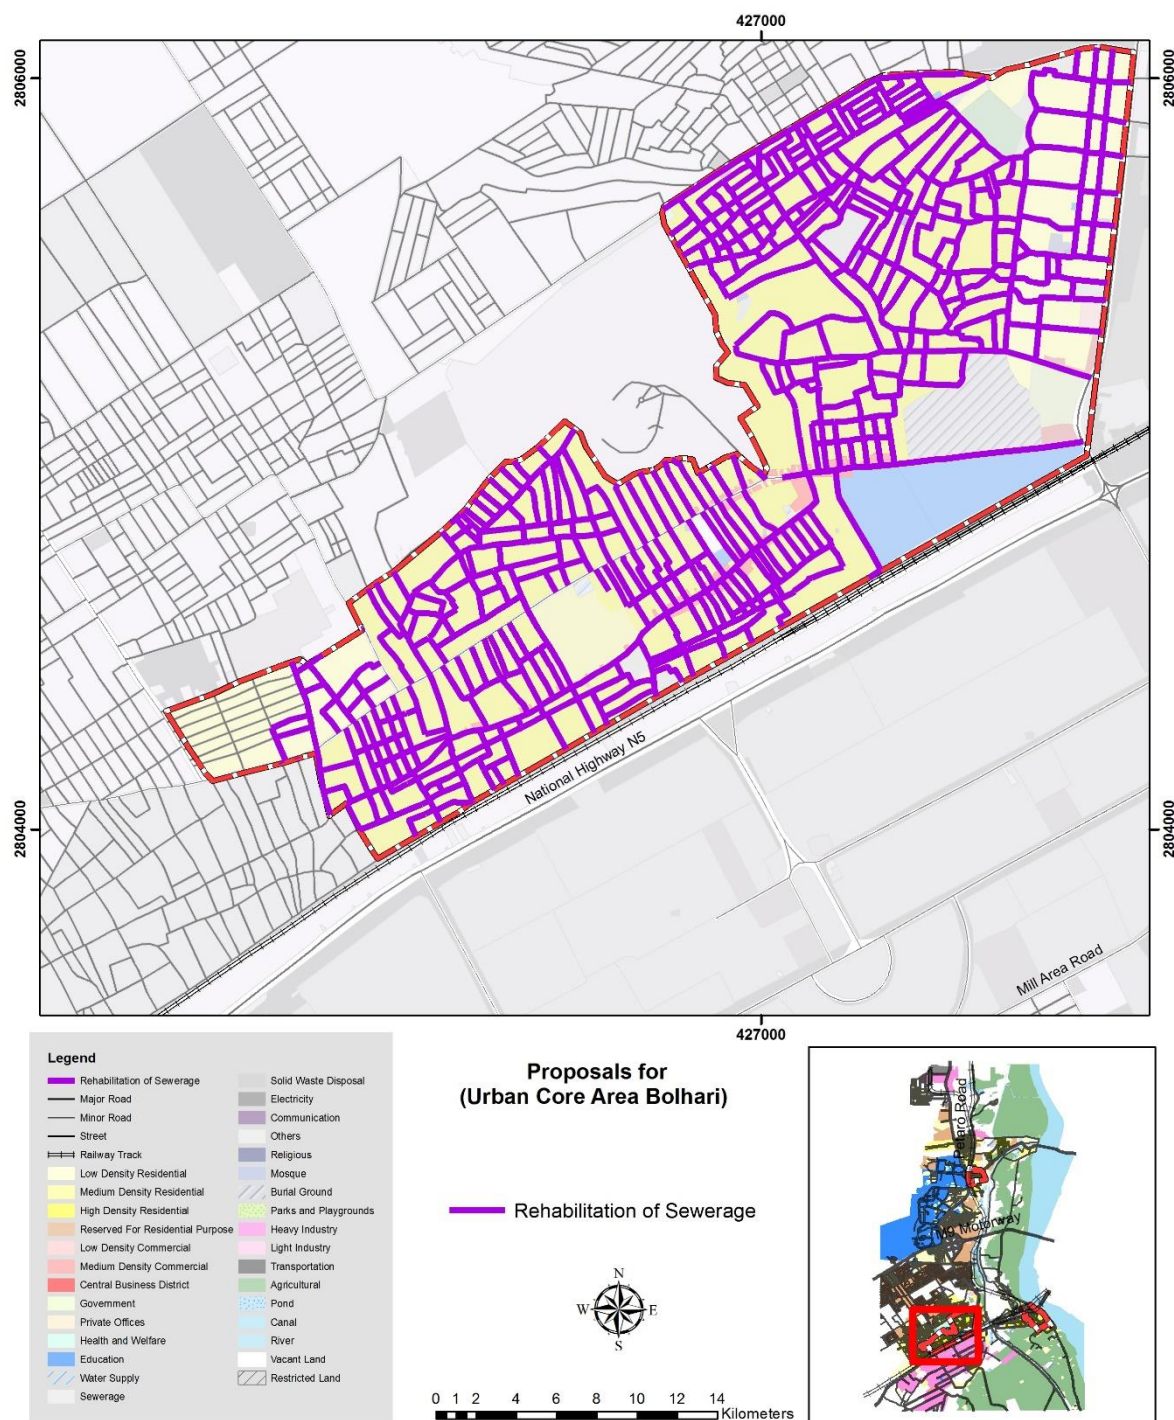 427000
2806000
2806000
National Highway N5
2804000
2804000
Mill Area Road
427000
Legend
Rehabilitation of Sewerage
Major Road
Minor Road
Street
Railway Track
Low Density Residential
Medium Density Residential
High Density Residential
Reserved For Residential Purpose
Low Density Commercial
Medium Density Commercial
Central Business District
Government
Private Offices
Health and Welfare
Education
Water Supply
Sewerage
Solid Waste Disposal
Electricity
Communication
Others
Religious
Mosque
Burial Ground
Parks and Playgrounds
Heavy Industry
Light Industry
Transportation
Agricultural
Pond
Canal
River
Vacant Land
Restricted Land
Proposals for
(Urban Core Area Bolhari)
Rehabilitation of Sewerage
N
W E
S
0 1 2 4 6 8 10 12 14
Kilometers
Petaro Road
M9 Motorway